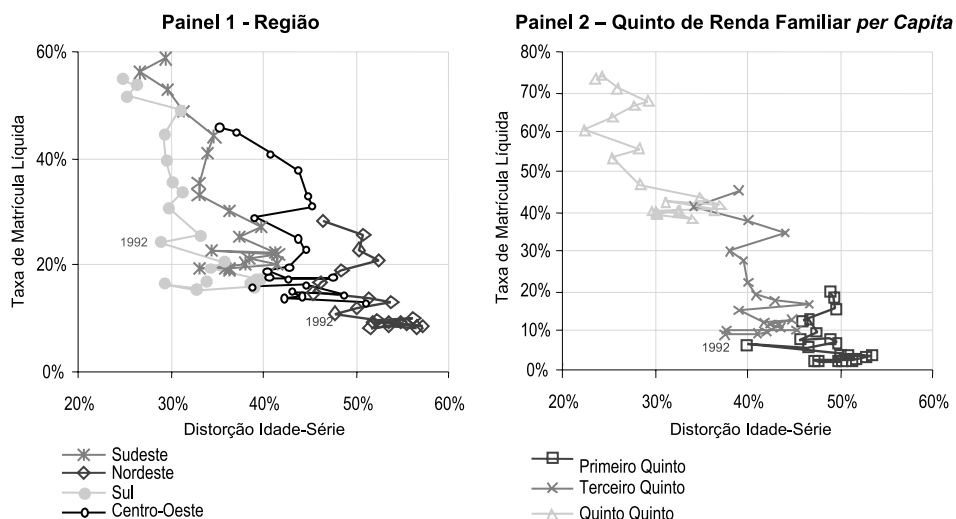 Painel 1 - Região
60%
40%
20%
0%
Taxa de Matrícula Líquida
1992
1992
20% 30% 40% 50% 60%
Distorção Idade-Série
Sudeste
Nordeste
Sul
Centro-Oeste
Painel 2 – Quinto de Renda Familiar per Capita
80%
70%
60%
50%
40%
30%
20%
10%
0%
Taxa de Matrícula Líquida
1992
20% 30% 40% 50% 60%
Distorção Idade-Série
Primeiro Quinto
Terceiro Quinto
Quinto Quinto